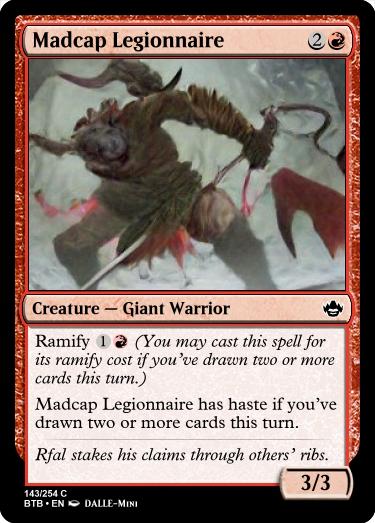 Madcap Legionnaire 2
Creature — Giant Warrior
Ramify 1 (You may cast this spell for
its ramify cost if you've drawn two or more
cards this turn.)
Madcap Legionnaire has haste if you've
drawn two or more cards this turn.
Rfal stakes his claims through others' ribs.
3/3
143/254 C
BTB • EN DALLE-Mini